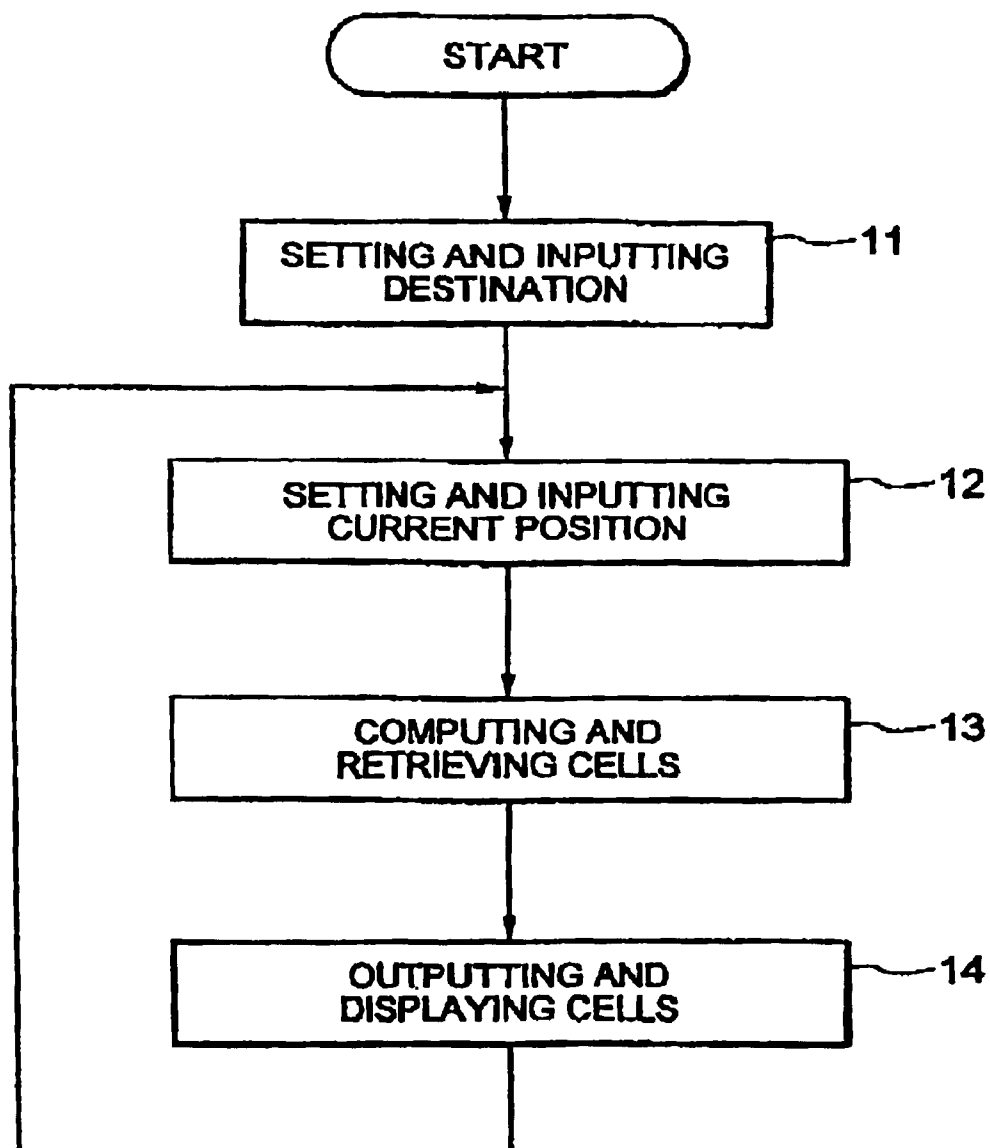 START
SETTING AND INPUTTING
DESTINATION
11
SETTING AND INPUTTING
CURRENT POSITION
12
COMPUTING AND
RETRIEVING CELLS
13
OUTPUTTING AND
DISPLAYING CELLS
14